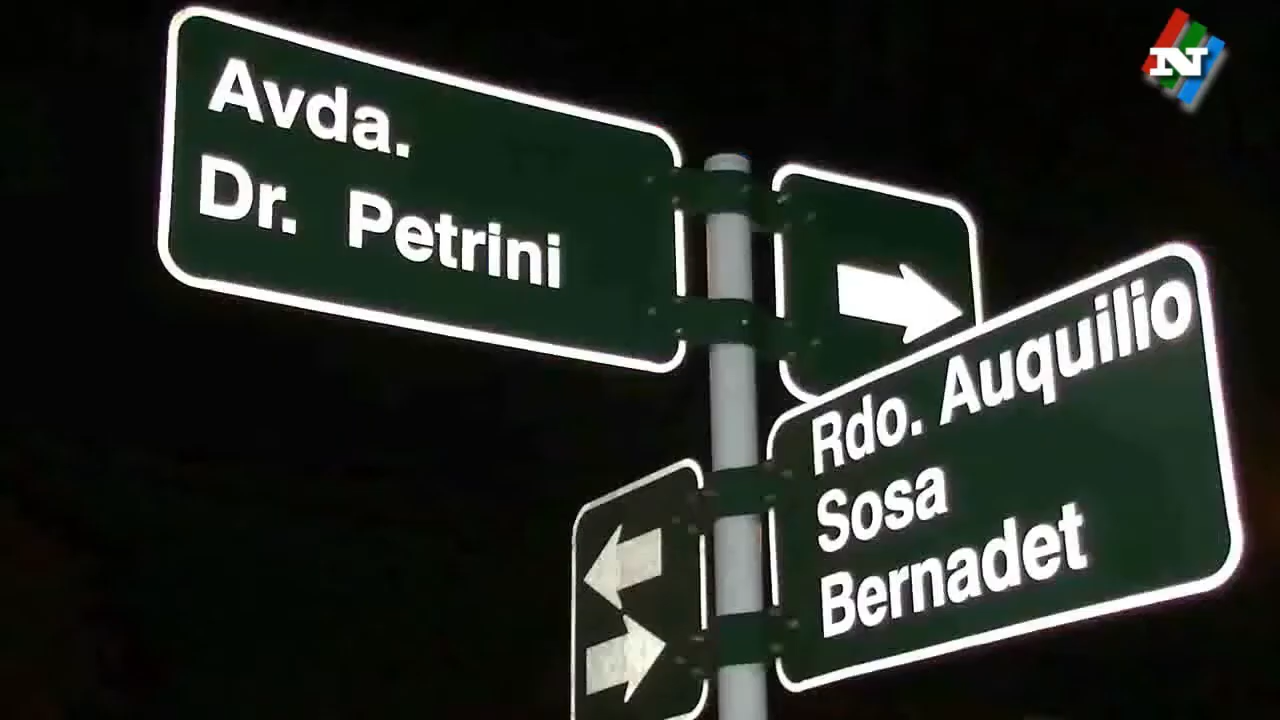 Avda.
Dr. Petrini
Rdo. Auquilio
Sosa
Bernadet
N